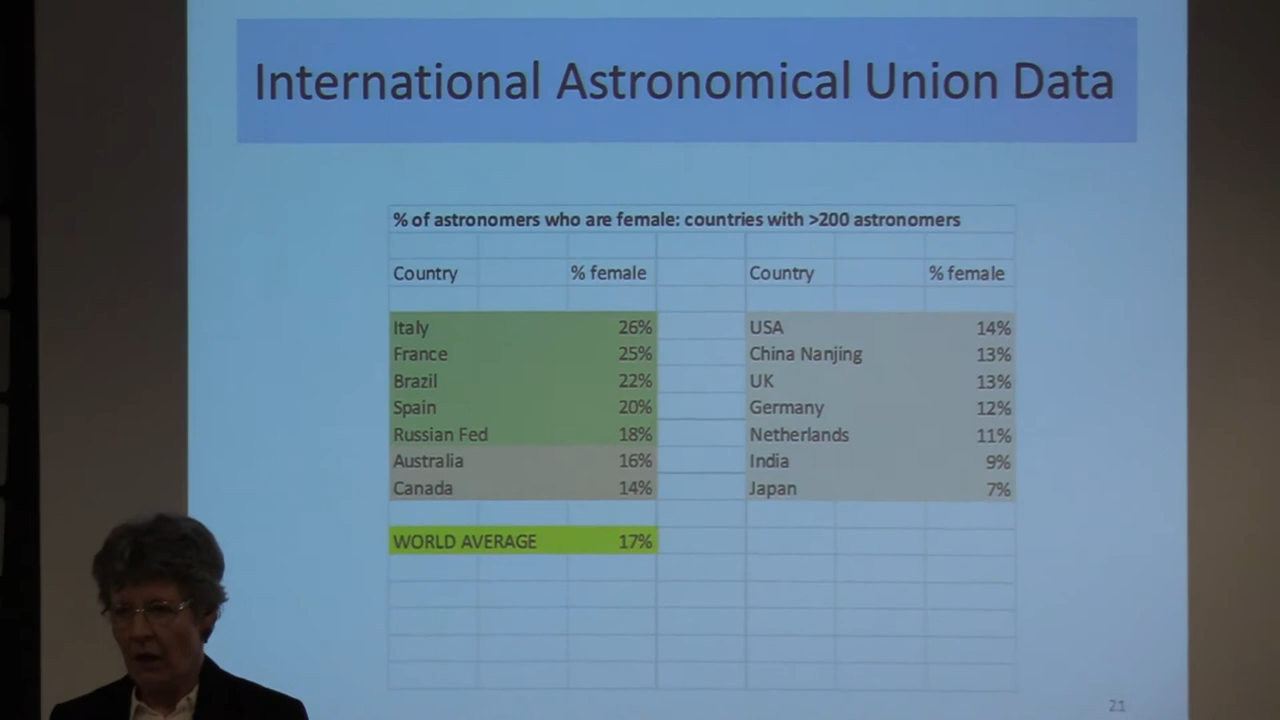 International Astronomical Union Data
% of astronomers who are female: countries with >200 astronomers
Country % female Country % female
Italy 26% USA 14%
France 25% China Nanjing 13%
Brazil 22% UK 13%
Spain 20% Germany 12%
Russian Fed 18% Netherlands 11%
Australia 16% India 9%
Canada 14% Japan 7%
WORLD AVERAGE 17%
21